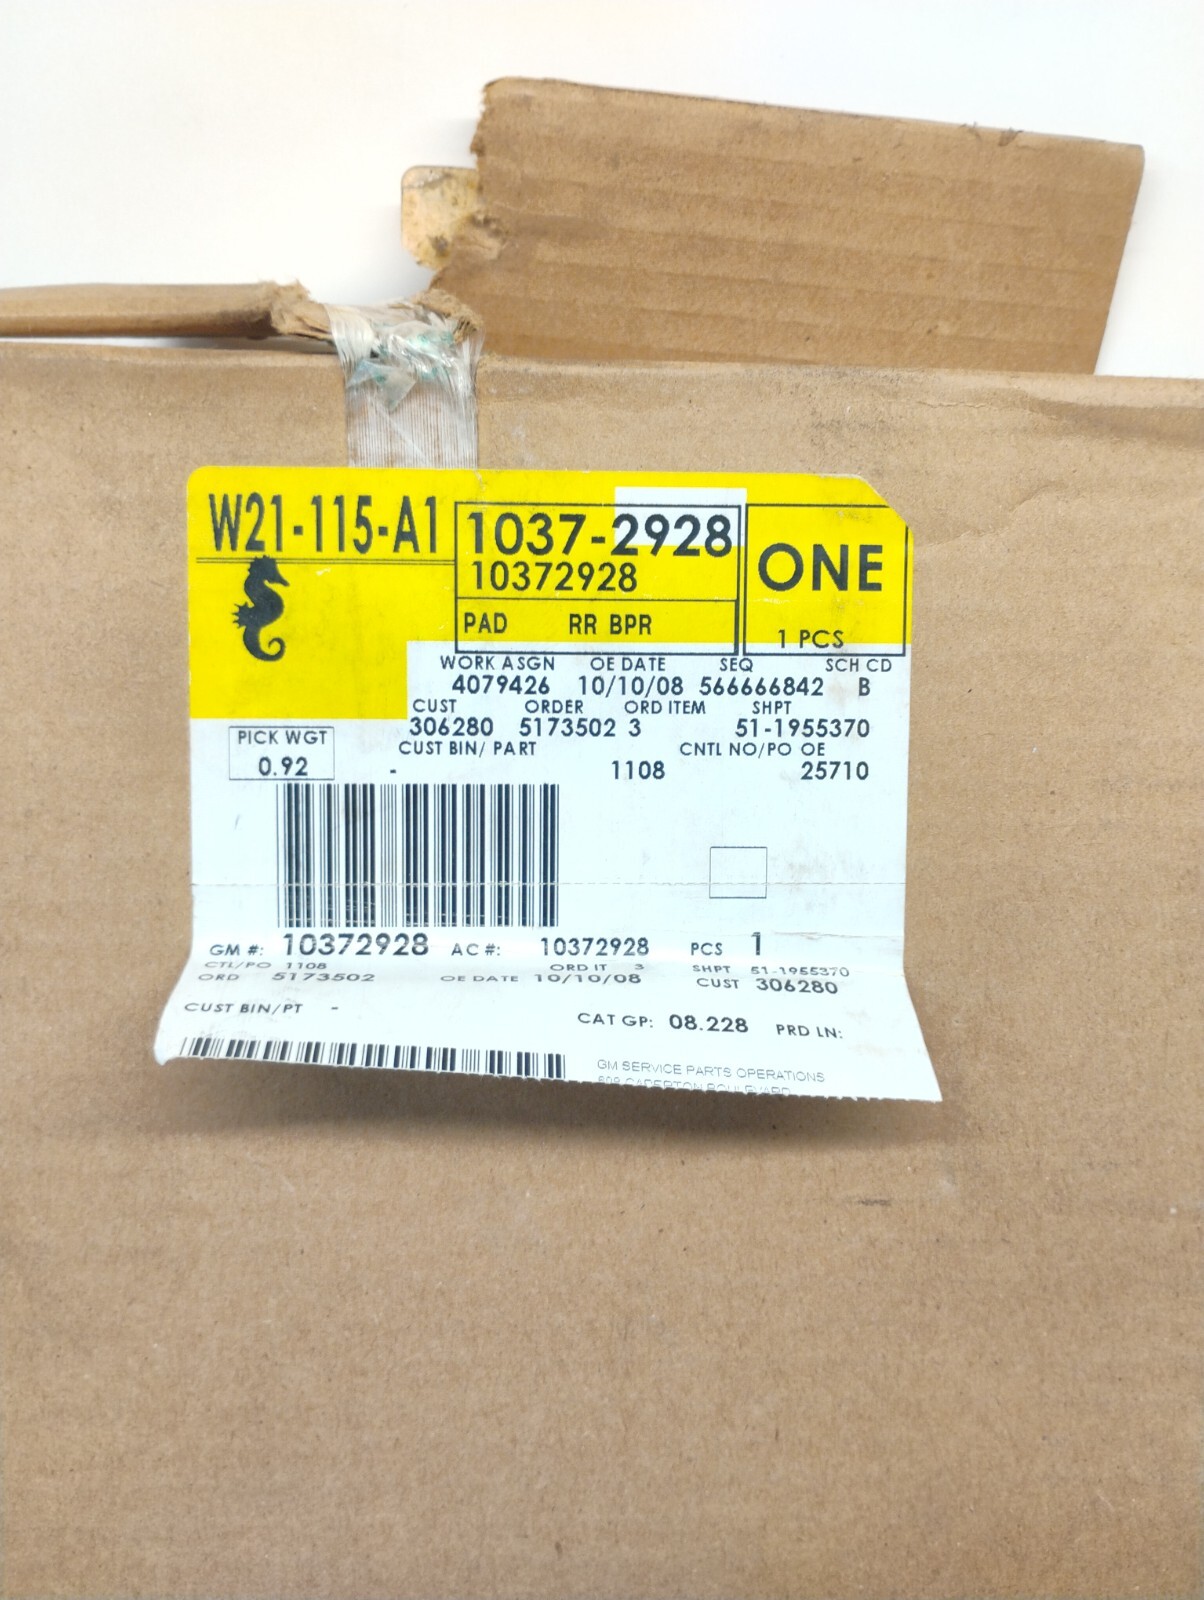 W21-115-A1
1037-2928
10372928
ONE
PAD RR BPR
1 PCS
WORK ASGN OE DATE SEQ SCH CD
4079426 10/10/08 566666842 B
CUST ORDER ORD ITEM SHPT
306280 5173502 3 51-1955370
PICK WGT CUST BIN/ PART CNTL NO/PO OE
0.92 - 1108 25710
GM #: 10372928 AC #: 10372928 PCS 1
CTL/PO 1108 ORD IT 3 SHPT 51-1955370
ORD 5173502 OE DATE 10/10/08 CUST 306280
CUST BIN/PT - CAT GP: 08.228 PRD LN:
GM SERVICE PARTS OPERATIONS